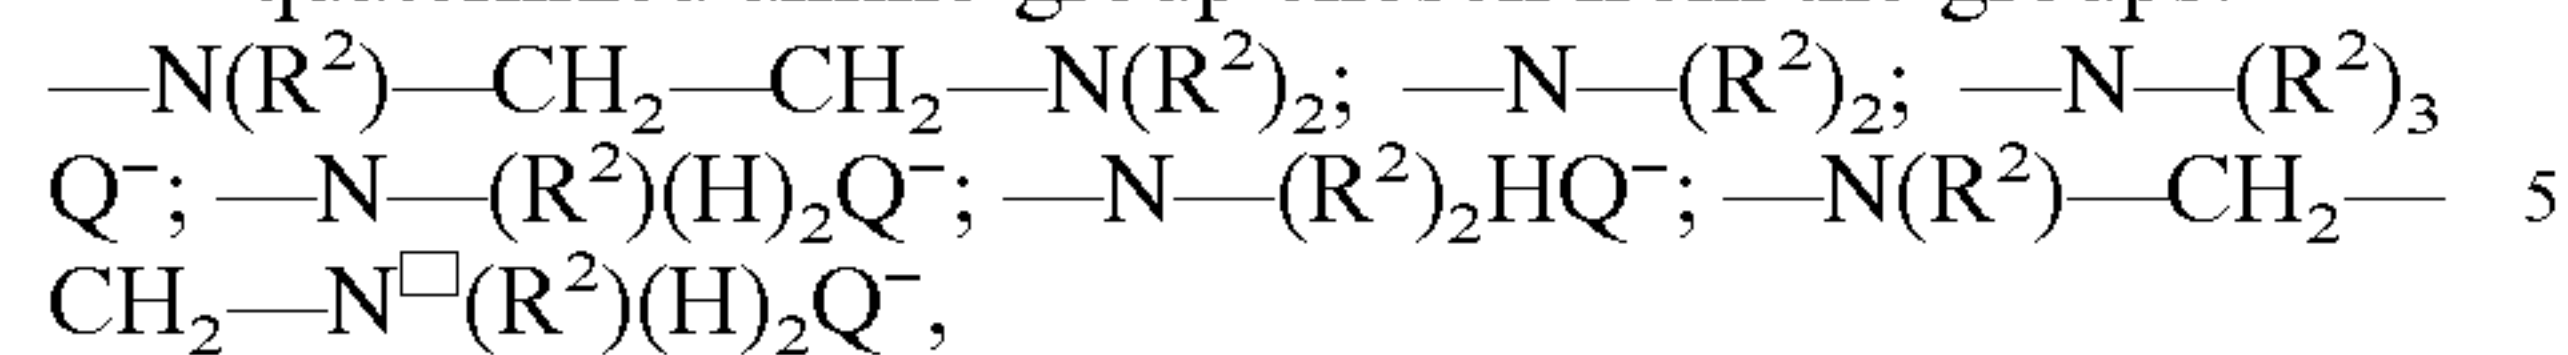 —N(R²)—CH₂—CH₂—N(R²)₂; —N—(R²)₂; —N—(R²)₃
Q⁻; —N—(R²)(H)₂Q⁻; —N—(R²)₂HQ⁻; —N(R²)—CH₂— 5
CH₂—N□(R²)(H)₂Q⁻,